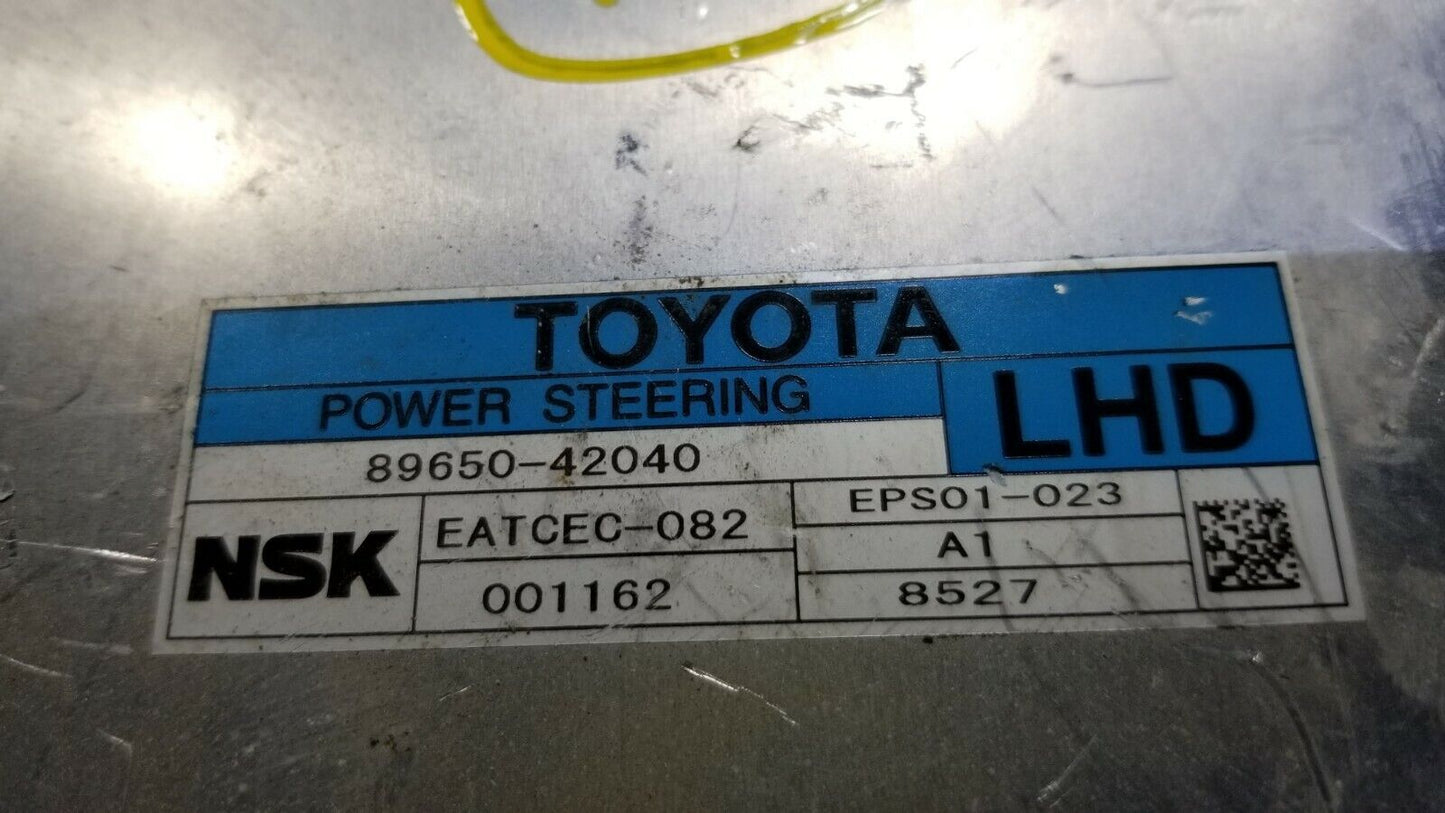 TOYOTA
POWER STEERING
LHD
89650-42040
NSK
EATCEC-082
001162
EPS01-023
A1
8527